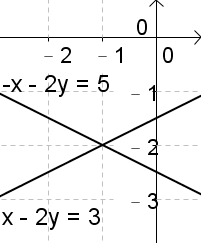 0
- 2 - 1 0
-x - 2y = 5
- 1
- 2
- 3
x - 2y = 3